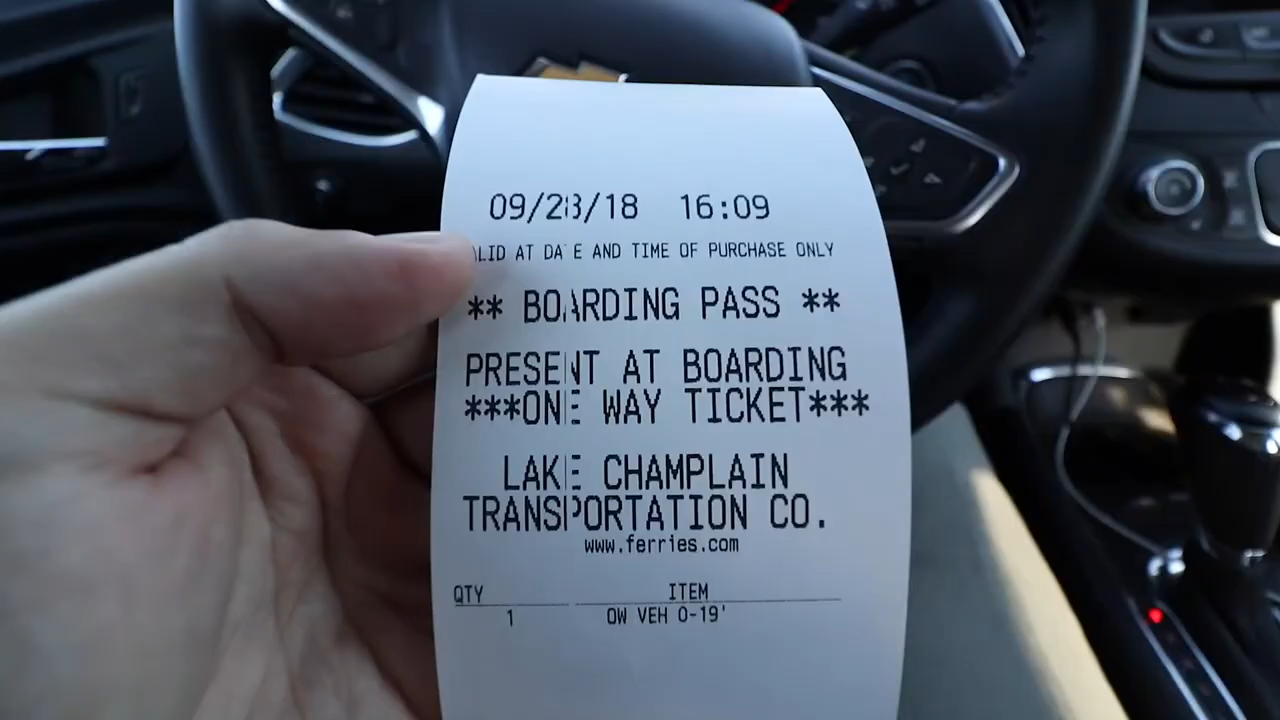 09/28/18 16:09
VALID AT DATE AND TIME OF PURCHASE ONLY
** BOARDING PASS **
PRESENT AT BOARDING
***ONE WAY TICKET***
LAKE CHAMPLAIN
TRANSPORTATION CO.
www.ferries.com
QTY ITEM
1 OW VEH 0-19'